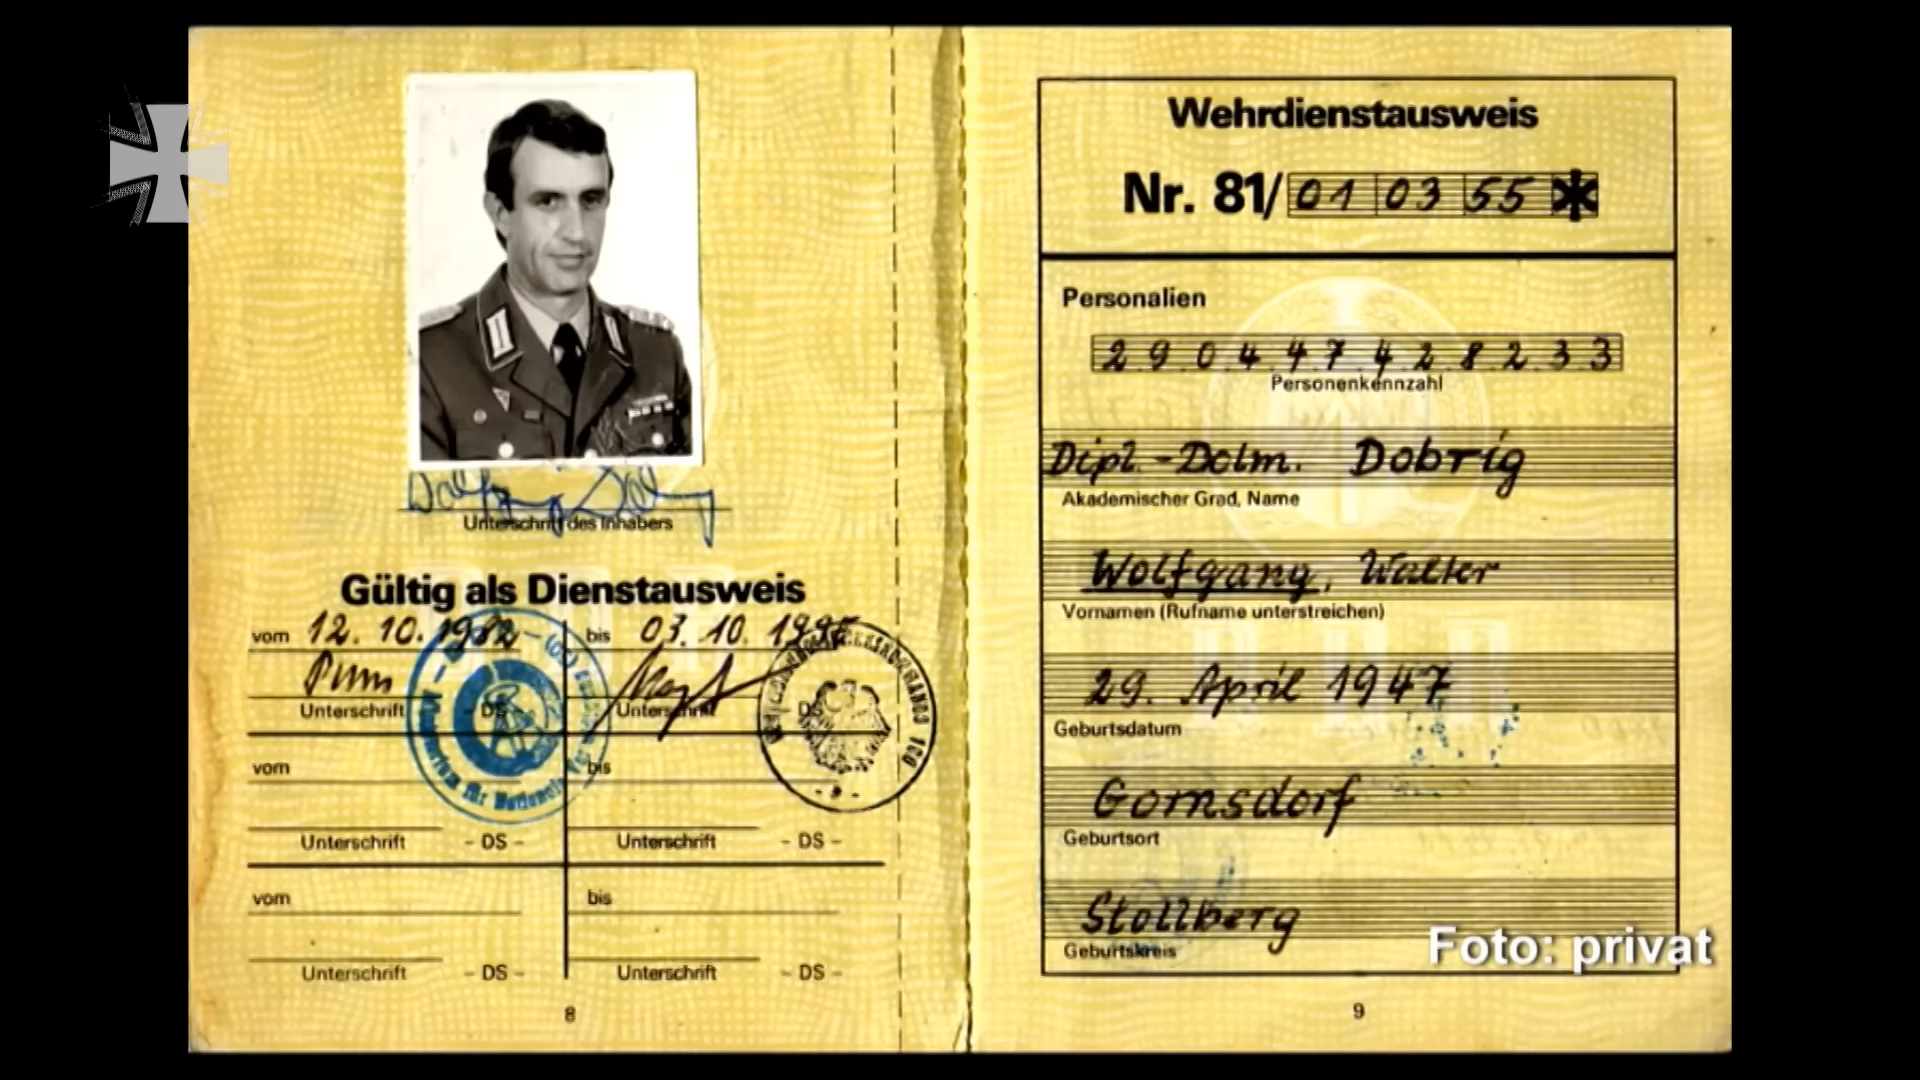 Wolfgang Dobrig
Unterschrift des Inhabers
Gültig als Dienstausweis
vom 12. 10. 1982 bis 03. 10. 1995
Unterschrift - DS - Unterschrift - DS -
vom bis
Unterschrift - DS - Unterschrift - DS -
vom bis
Unterschrift - DS - Unterschrift - DS -
8
Wehrdienstausweis
Nr. 81/ 01 03 55 *
Personalien
290447428233
Personenkennzahl
Dipl.-Dolm. Dobrig
Akademischer Grad, Name
Wolfgang, Walter
Vornamen (Rufname unterstreichen)
29. April 1947
Geburtsdatum
Gornsdorf
Geburtsort
Stollberg
Geburtskreis
9
Foto: privat